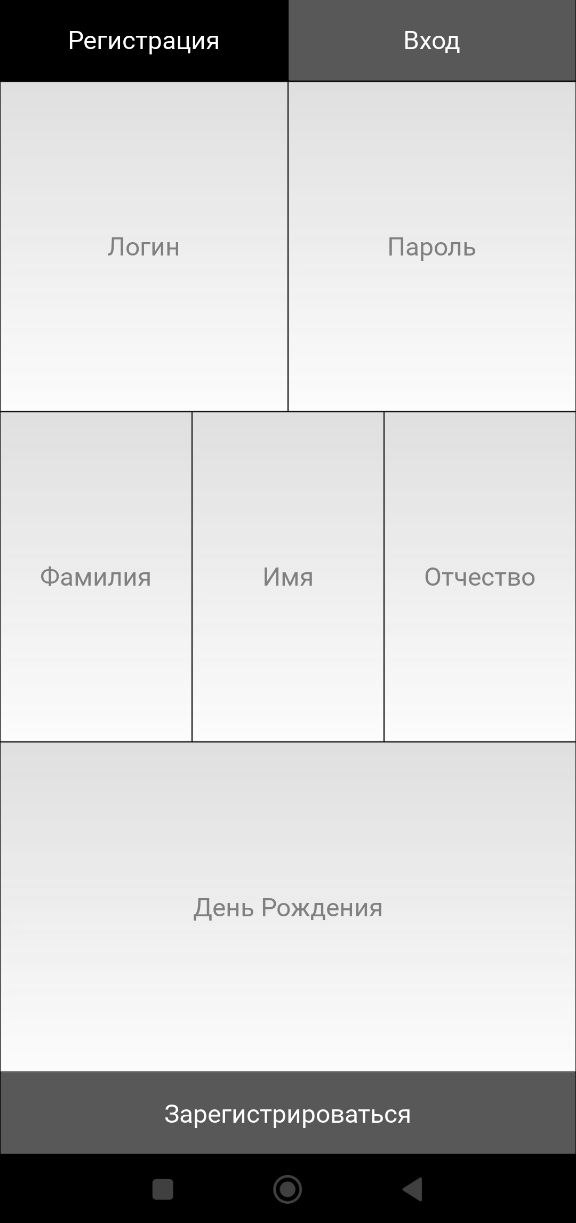 Регистрация
Вход
Логин
Пароль
Фамилия
Имя
Отчество
День Рождения
Зарегистрироваться